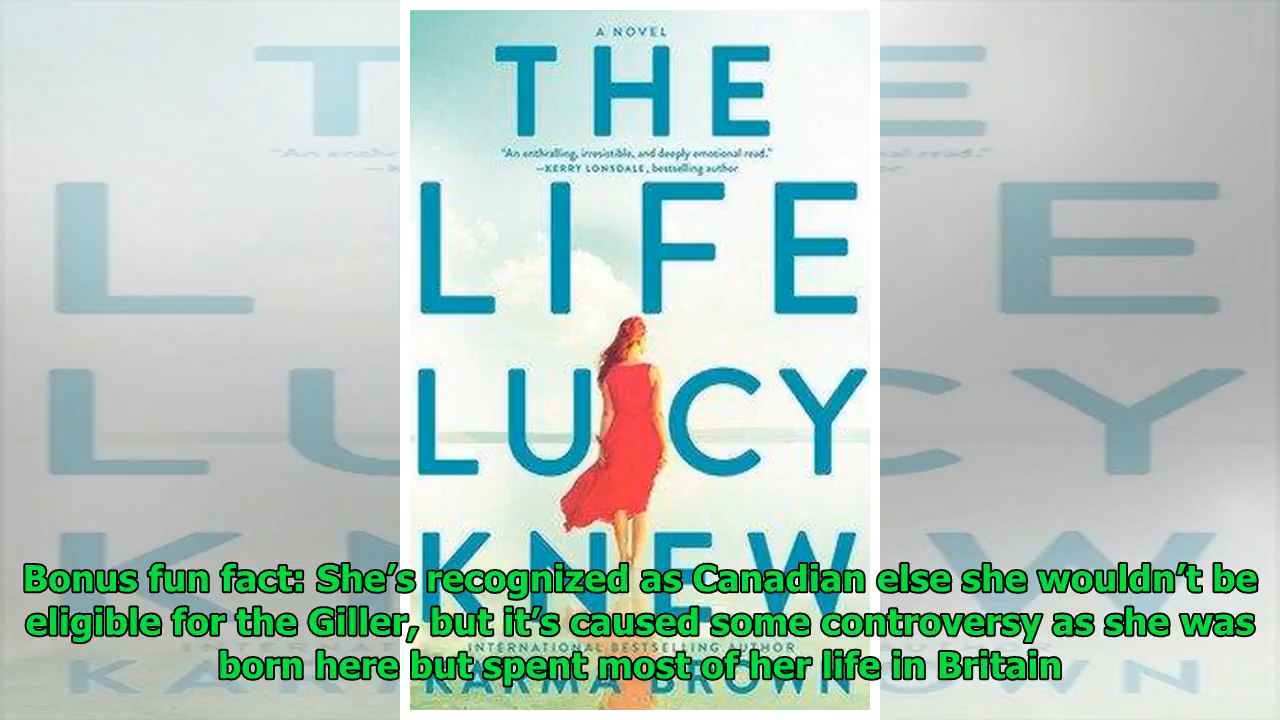 A NOVEL
THE
"An enthralling, irresistible, and deeply emotional read."
—KERRY LONSDALE, bestselling author
LIFE
LUCY
KNEW
Bonus fun fact: She’s recognized as Canadian else she wouldn’t be
eligible for the Giller, but it’s caused some controversy as she was
INTERNATIONAL BESTSELLING AUTHOR
born here but spent most of her life in Britain
KARMA BROWN